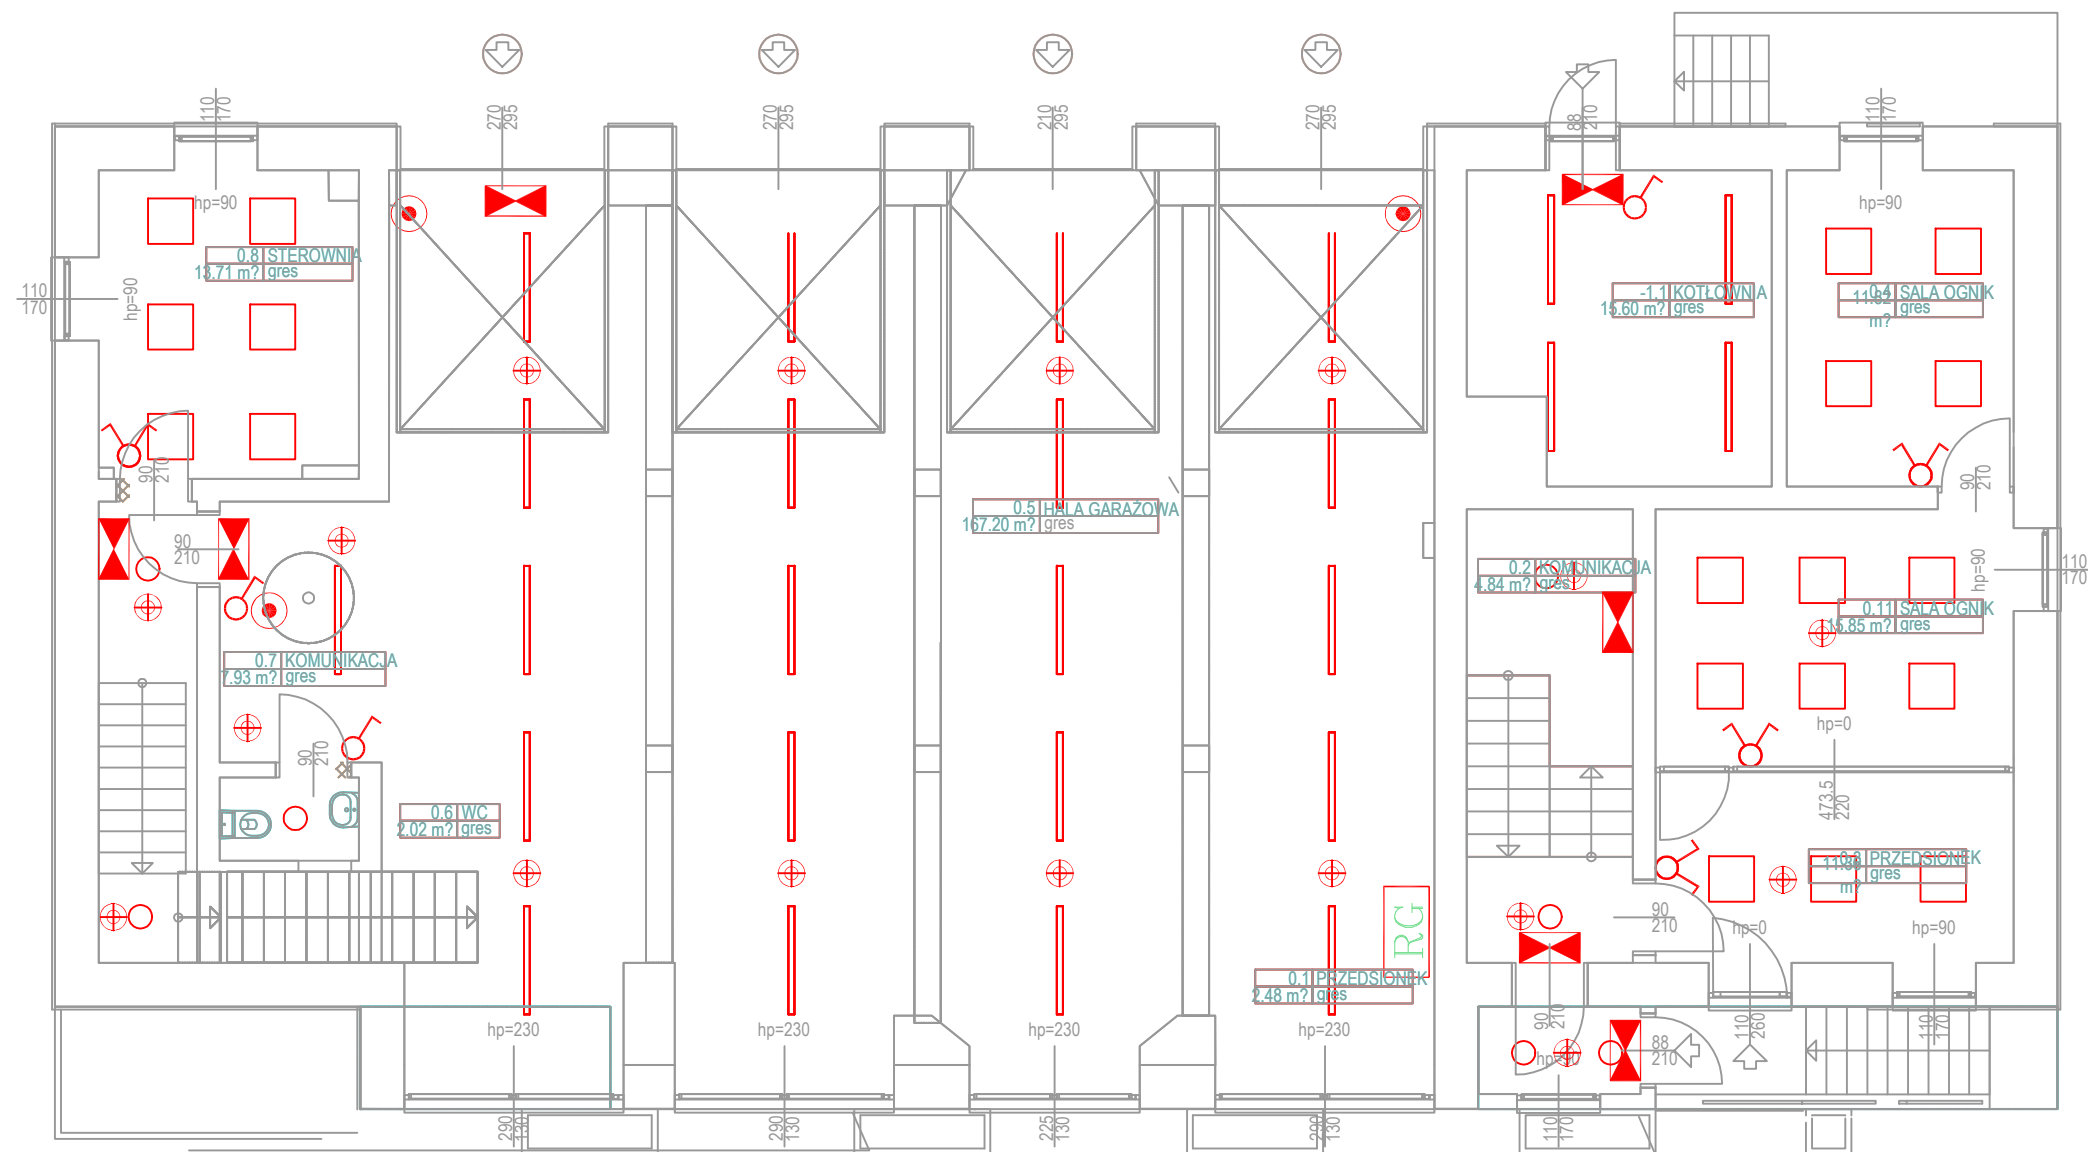 110
170
270
295
270
295
210
295
270
295
88
210
110
170
hp=90
hp=90
0.8 STEROWNIA
13.71 m? gres
110
170
hp=90
-1.1 KOTŁOWNIA
15.60 m? gres
0.4 SALA OGNIK
11.82 m? gres
90
210
90
210
90
210
0.5 HALA GARAŻOWA
167.20 m? gres
0.2 KOMUNIKACJA
4.84 m? gres
hp=90
110
170
0.11 SALA OGNIK
15.85 m? gres
0.7 KOMUNIKACJA
7.93 m? gres
hp=0
90
210
473.5
220
0.6 WC
2.02 m? gres
PRZEDSIONEK
m? gres
RG
90
210
hp=0
hp=90
0.1 PRZEDSIONEK
2.48 m? gres
hp=230
hp=230
hp=230
hp=230
90
210
hp=90
88
210
110
260
110
170
290
130
290
130
225
130
290
130
110
170